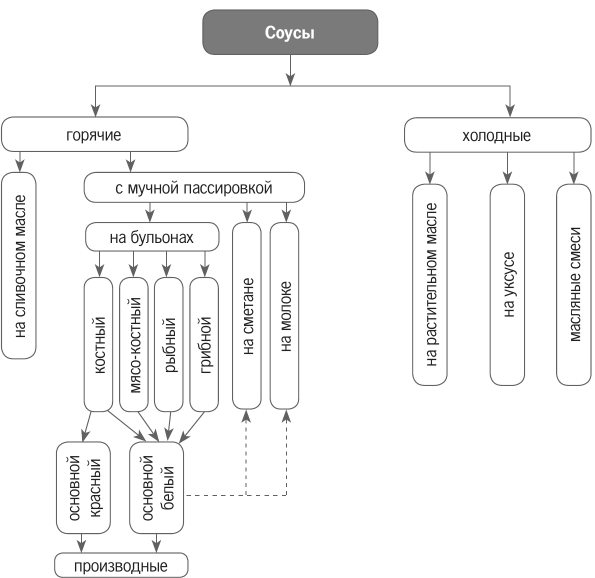 Соусы
горячие
холодные
на сливочном масле
с мучной пассировкой
на бульонах
на сметане
на молоке
костный
мясо-костный
рыбный
грибной
на растительном масле
на уксусе
масляные смеси
основной
красный
основной
белый
производные